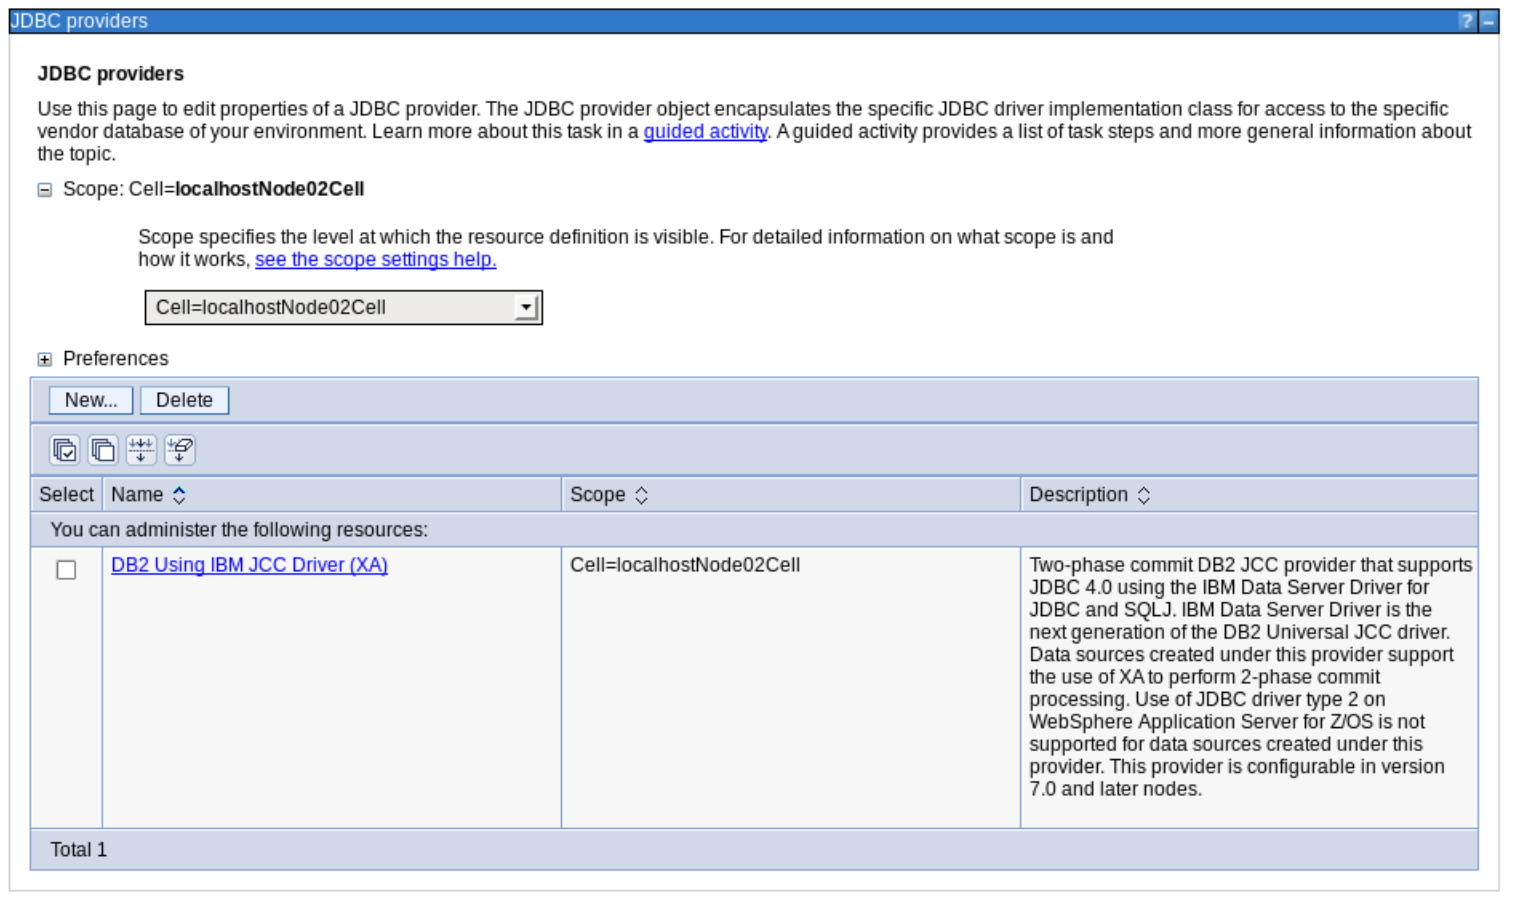 JDBC providers
? –
JDBC providers
Use this page to edit properties of a JDBC provider. The JDBC provider object encapsulates the specific JDBC driver implementation class for access to the specific
vendor database of your environment. Learn more about this task in a guided activity. A guided activity provides a list of task steps and more general information about
the topic.
Scope: Cell=localhostNode02Cell
Scope specifies the level at which the resource definition is visible. For detailed information on what scope is and
how it works, see the scope settings help.
Cell=localhostNode02Cell
Preferences
New... Delete
Select Name Scope Description
You can administer the following resources:
DB2 Using IBM JCC Driver (XA) Cell=localhostNode02Cell Two-phase commit DB2 JCC provider that supports
JDBC 4.0 using the IBM Data Server Driver for
JDBC and SQLJ. IBM Data Server Driver is the
next generation of the DB2 Universal JCC driver.
Data sources created under this provider support
the use of XA to perform 2-phase commit
processing. Use of JDBC driver type 2 on
WebSphere Application Server for Z/OS is not
supported for data sources created under this
provider. This provider is configurable in version
7.0 and later nodes.
Total 1